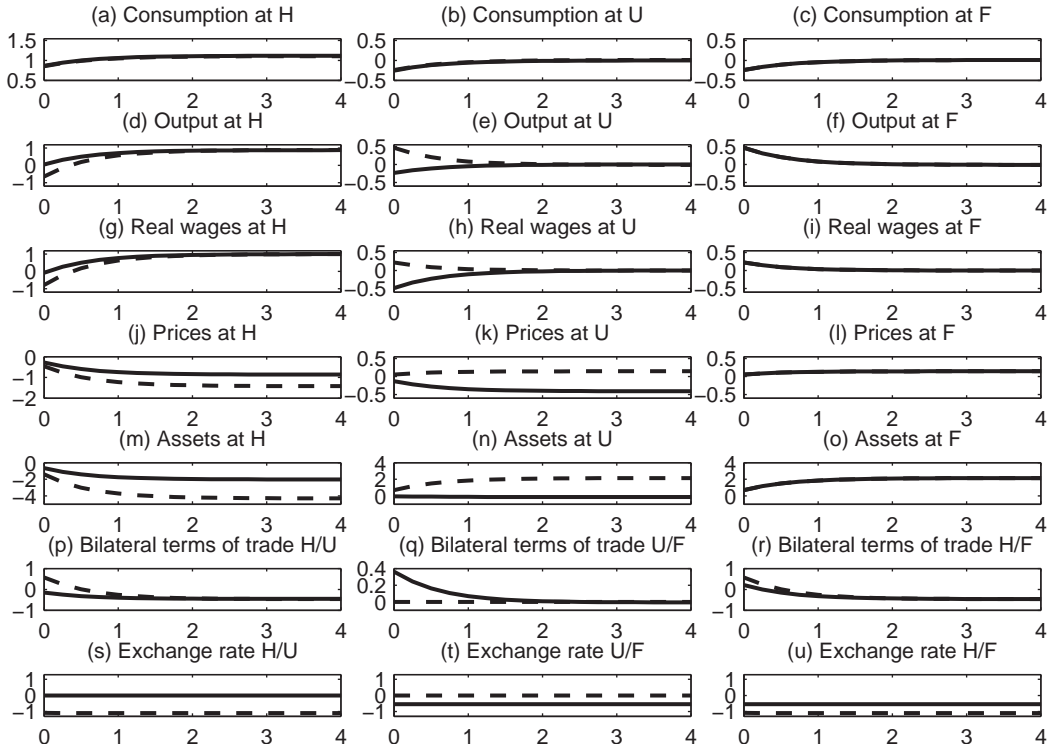 (a) Consumption at H (b) Consumption at U (c) Consumption at F
1.5 0.5 0.5
1 0 0
0.5 −0.5 −0.5
0 1 2 3 4 0 1 2 3 4 0 1 2 3 4
(d) Output at H (e) Output at U (f) Output at F
1 0.5 0.5
0 0 0
−1 −0.5 −0.5
0 1 2 3 4 0 1 2 3 4 0 1 2 3 4
(g) Real wages at H (h) Real wages at U (i) Real wages at F
1 0.5 0.5
0 0 0
−1 −0.5 −0.5
0 1 2 3 4 0 1 2 3 4 0 1 2 3 4
(j) Prices at H (k) Prices at U (l) Prices at F
0 0.5 0.5
−1 0 0
−2 −0.5 −0.5
0 1 2 3 4 0 1 2 3 4 0 1 2 3 4
(m) Assets at H (n) Assets at U (o) Assets at F
0 4 4
−2 2 2
−4 0 0
0 1 2 3 4 0 1 2 3 4 0 1 2 3 4
(p) Bilateral terms of trade H/U (q) Bilateral terms of trade U/F (r) Bilateral terms of trade H/F
1 0.4 1
0 0.2 0
−1 0 −1
0 1 2 3 4 0 1 2 3 4 0 1 2 3 4
(s) Exchange rate H/U (t) Exchange rate U/F (u) Exchange rate H/F
1 1 1
0 0 0
−1 −1 −1
0 1 2 3 4 0 1 2 3 4 0 1 2 3 4